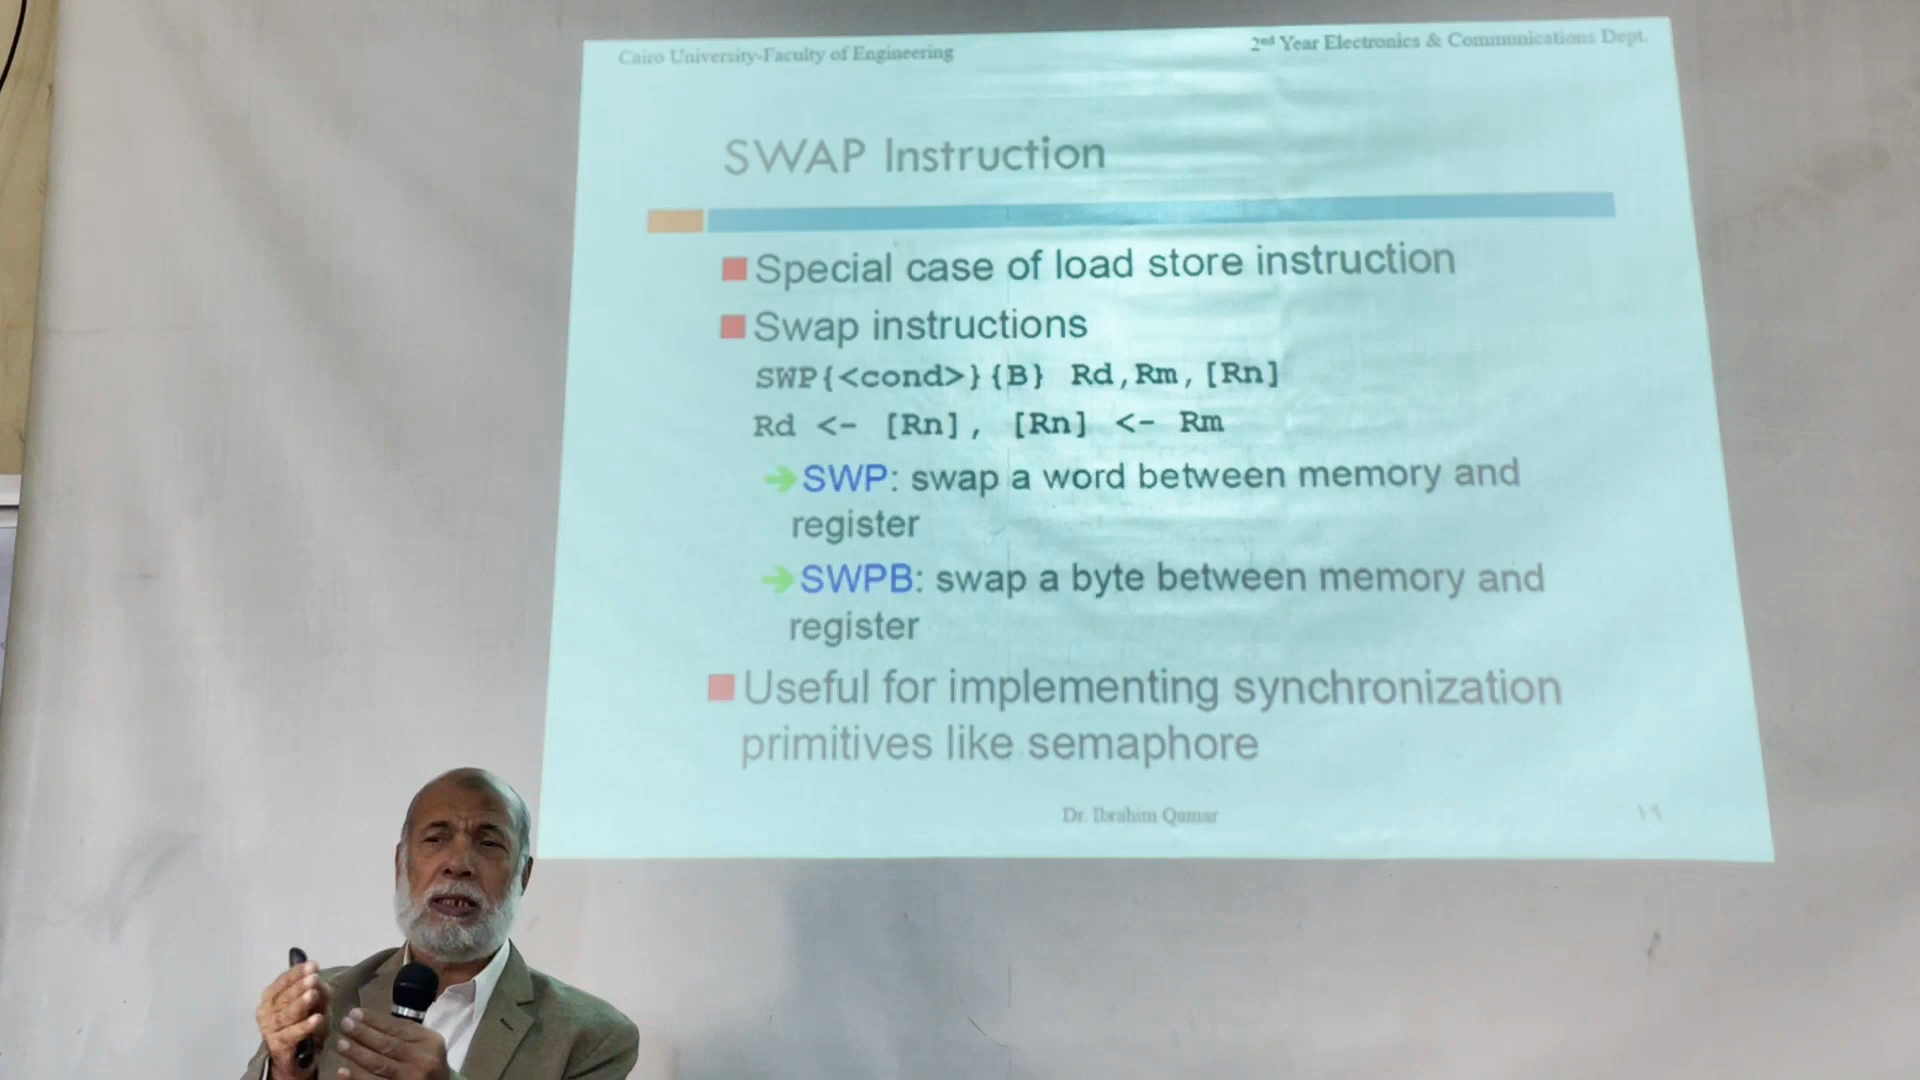 Cairo University-Faculty of Engineering
2nd Year Electronics & Communications Dept.
SWAP Instruction
Special case of load store instruction
Swap instructions
SWP{<cond>}{B} Rd,Rm,[Rn]
Rd <- [Rn], [Rn] <- Rm
SWP: swap a word between memory and
register
SWPB: swap a byte between memory and
register
Useful for implementing synchronization
primitives like semaphore
Dr. Ibrahim Qamar
١٩